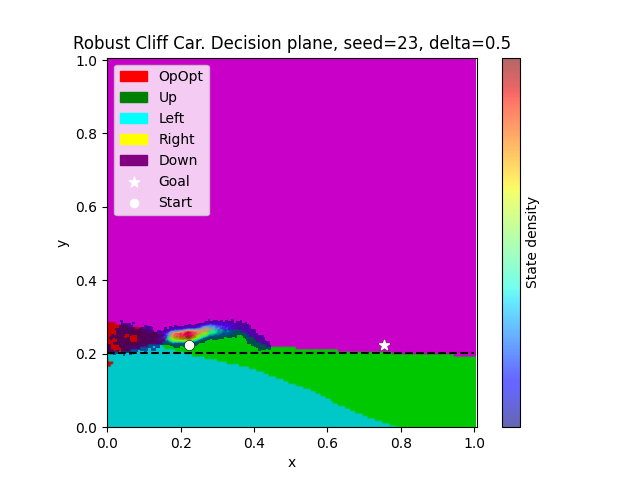 Robust Cliff Car. Decision plane, seed=23, delta=0.5
OpOpt
Up
Left
Right
Down
Goal
Start
1.0
0.8
0.6
0.4
0.2
0.0
y
0.0 0.2 0.4 0.6 0.8 1.0
x
State density